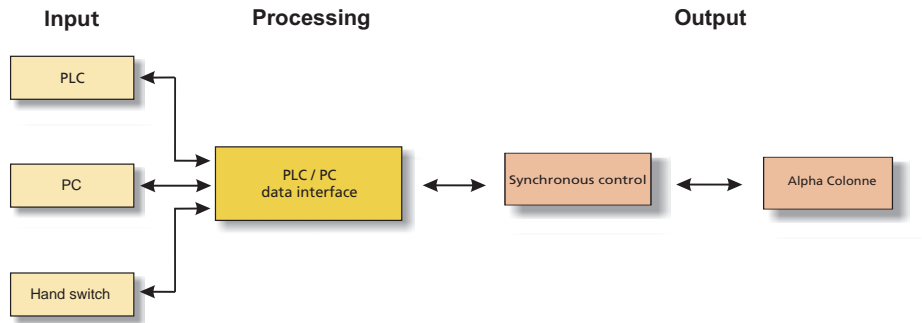 Input
Processing
Output
PLC
PC
Hand switch
PLC / PC
data interface
Synchronous control
Alpha Colonne